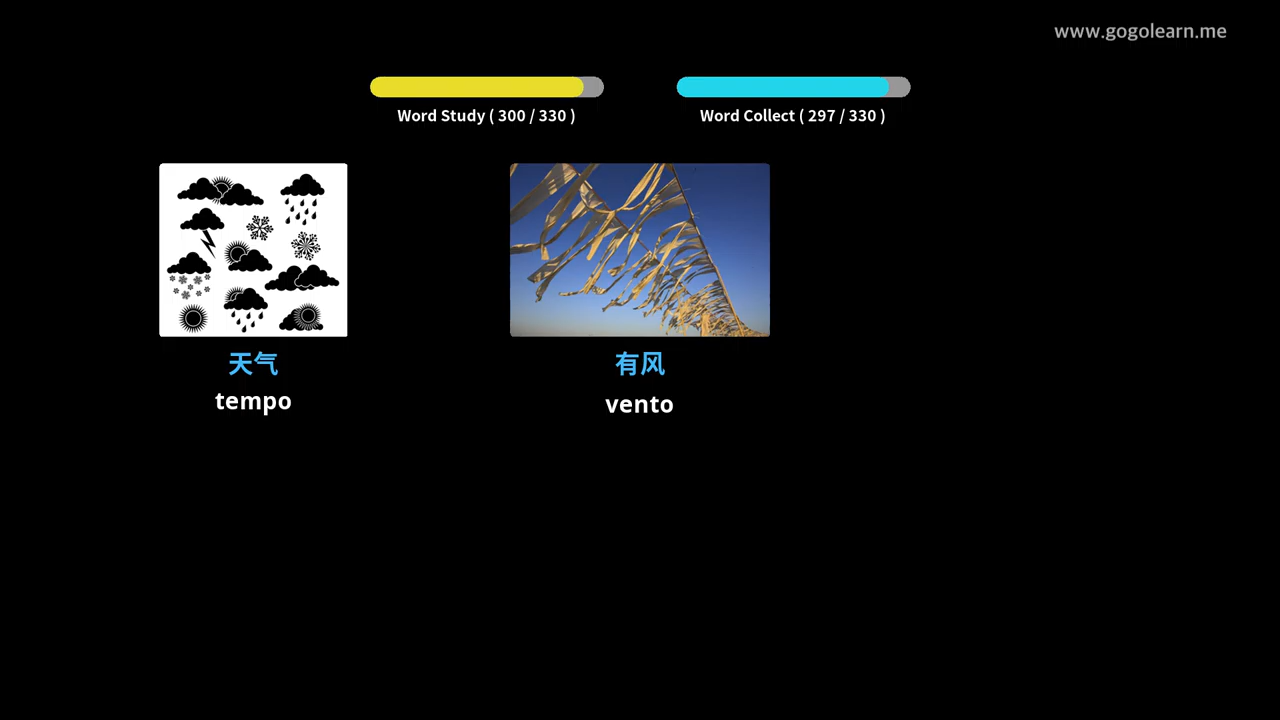 www.gogolearn.me
Word Study ( 300 / 330 )
Word Collect ( 297 / 330 )
天气
tempo
有风
vento